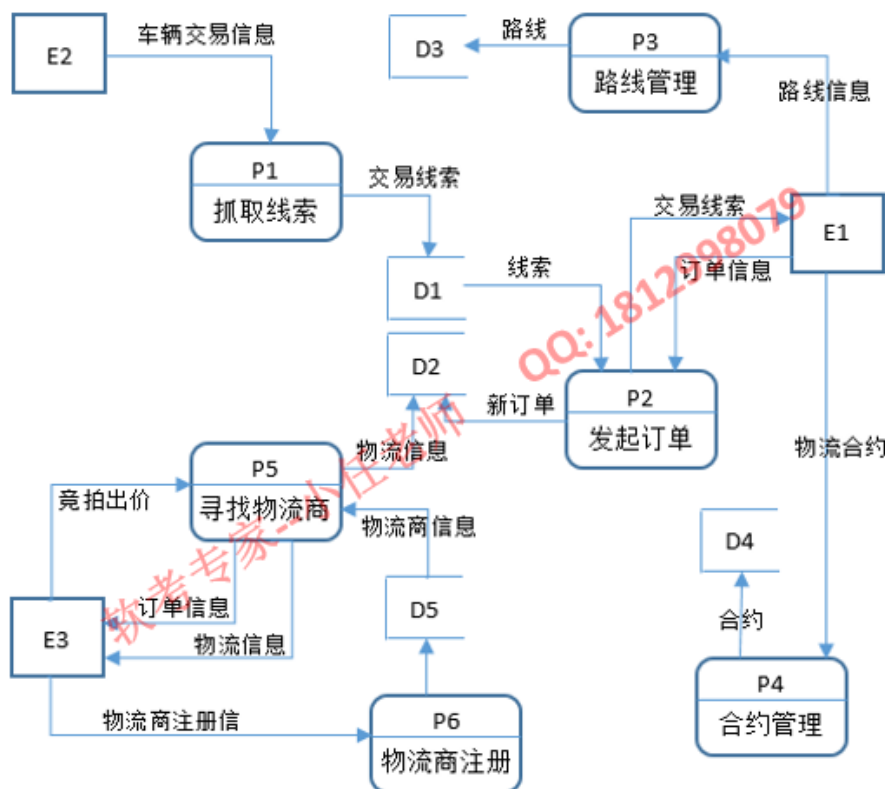 E2
车辆交易信息
D3
路线
P3
路线管理
路线信息
P1
抓取线索
交易线索
交易线索
E1
订单信息
D1
线索
D2
新订单
P2
发起订单
物流信息
物流合约
P5
寻找物流商
竞拍出价
物流商信息
D4
D5
订单信息
E3
物流信息
合约
P4
合约管理
物流商注册信
P6
物流商注册
软考专家--小任老师 QQ: 1812998079